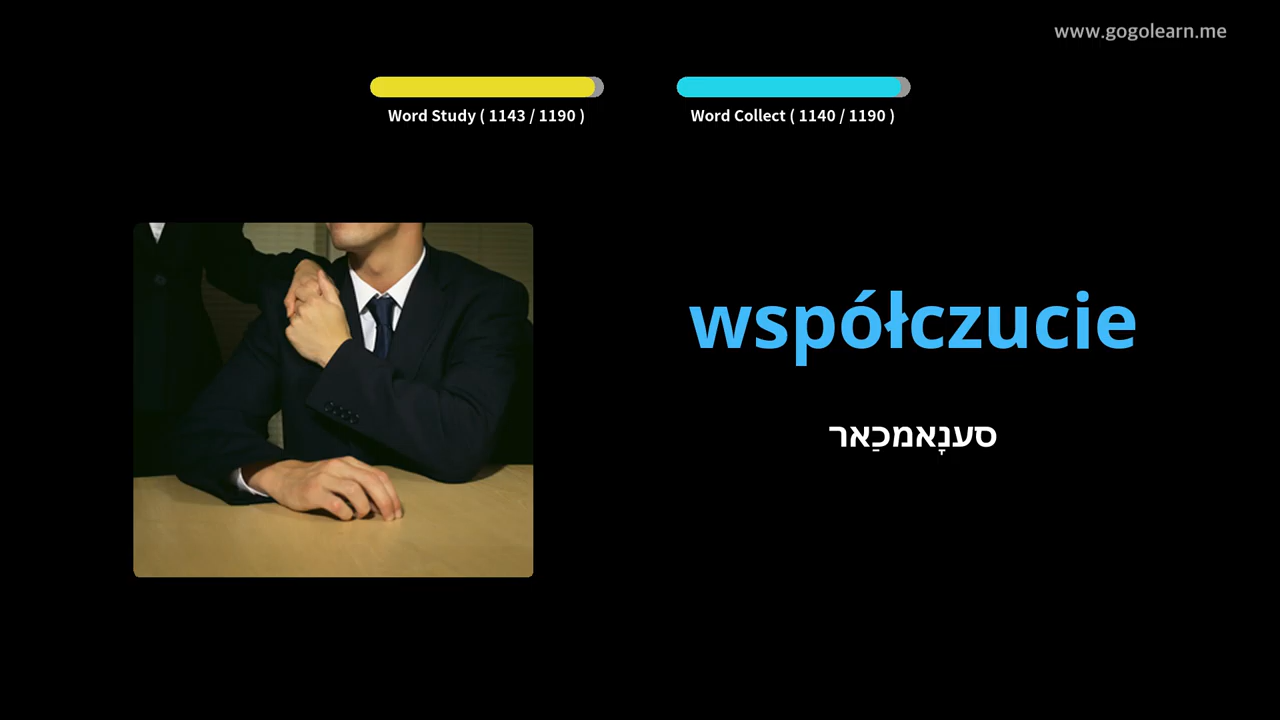 www.gogolearn.me
Word Study ( 1143 / 1190 )
Word Collect ( 1140 / 1190 )
współczucie
סענָאמכַאר